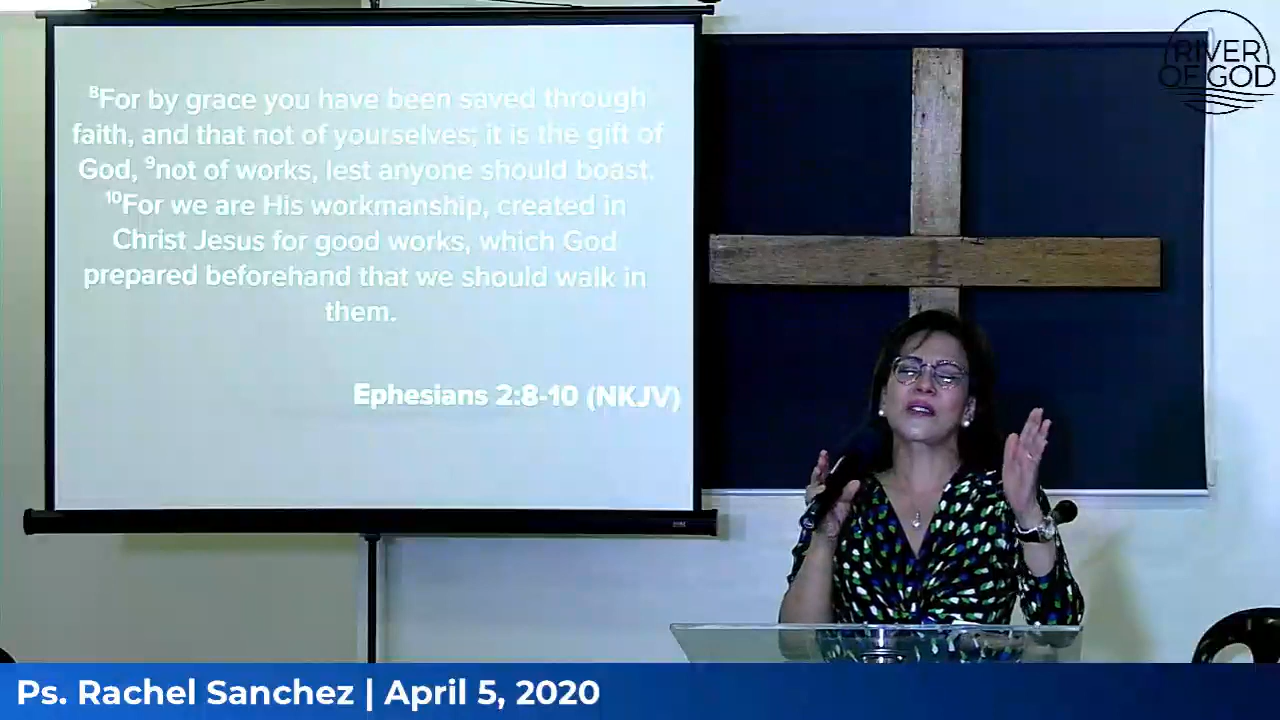 ⁸For by grace you have been saved through
faith, and that not of yourselves; it is the gift of
God, ⁹not of works, lest anyone should boast.
¹⁰For we are His workmanship, created in
Christ Jesus for good works, which God
prepared beforehand that we should walk in
them.
Ephesians 2:8-10 (NKJV)
RIVER
OF GOD
Ps. Rachel Sanchez | April 5, 2020